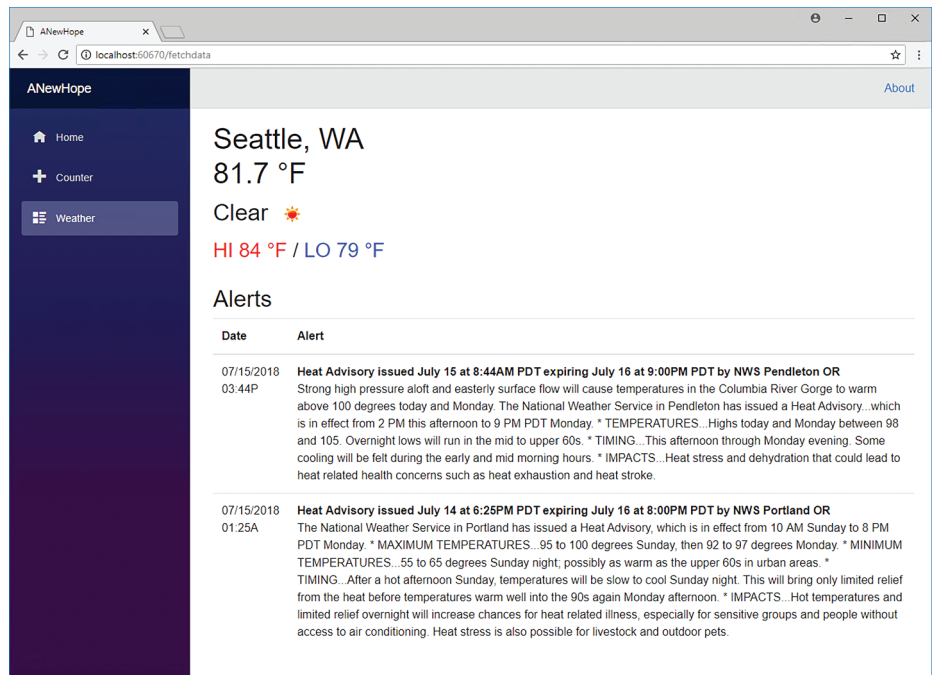 ANewHope
localhost:60670/fetchdata
ANewHope
About
Home
Counter
Weather
Seattle, WA
81.7 °F
Clear
HI 84 °F / LO 79 °F
Alerts
Date Alert
07/15/2018 Heat Advisory issued July 15 at 8:44AM PDT expiring July 16 at 9:00PM PDT by NWS Pendleton OR
03:44P Strong high pressure aloft and easterly surface flow will cause temperatures in the Columbia River Gorge to warm
above 100 degrees today and Monday. The National Weather Service in Pendleton has issued a Heat Advisory...which
is in effect from 2 PM this afternoon to 9 PM PDT Monday. * TEMPERATURES...Highs today and Monday between 98
and 105. Overnight lows will run in the mid to upper 60s. * TIMING...This afternoon through Monday evening. Some
cooling will be felt during the early and mid morning hours. * IMPACTS...Heat stress and dehydration that could lead to
heat related health concerns such as heat exhaustion and heat stroke.
07/15/2018 Heat Advisory issued July 14 at 6:25PM PDT expiring July 16 at 8:00PM PDT by NWS Portland OR
01:25A The National Weather Service in Portland has issued a Heat Advisory, which is in effect from 10 AM Sunday to 8 PM
PDT Monday. * MAXIMUM TEMPERATURES...95 to 100 degrees Sunday, then 92 to 97 degrees Monday. * MINIMUM
TEMPERATURES...55 to 65 degrees Sunday night; possibly as warm as the upper 60s in urban areas. *
TIMING...After a hot afternoon Sunday, temperatures will be slow to cool Sunday night. This will bring only limited relief
from the heat before temperatures warm well into the 90s again Monday afternoon. * IMPACTS...Hot temperatures and
limited relief overnight will increase chances for heat related illness, especially for sensitive groups and people without
access to air conditioning. Heat stress is also possible for livestock and outdoor pets.